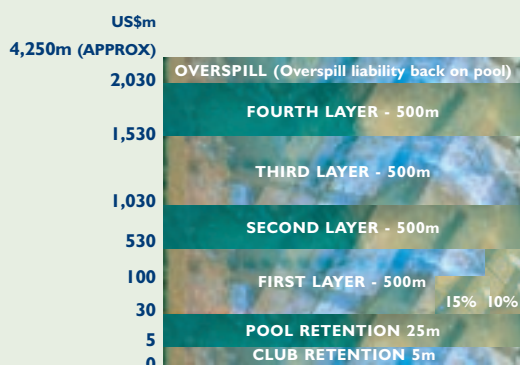 US$m
4,250m (APPROX)
OVERSPILL (Overspill liability back on pool)
2,030
FOURTH LAYER - 500m
1,530
THIRD LAYER - 500m
1,030
SECOND LAYER - 500m
530
100
FIRST LAYER - 500m
15% 10%
30
POOL RETENTION 25m
5
CLUB RETENTION 5m
0